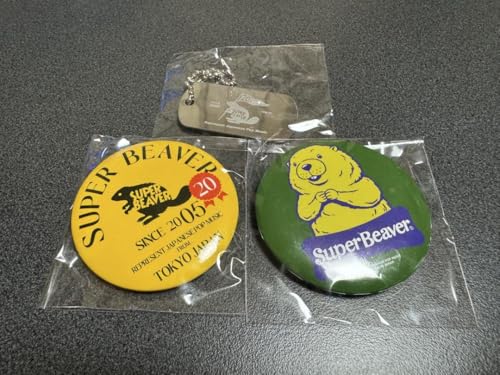 SUPER BEAVER
SUPER
BEAVER
20
SINCE 2005
REPRESENT JAPANESE POP MUSIC
FROM
TOKYO JAPAN
SuperBeaver